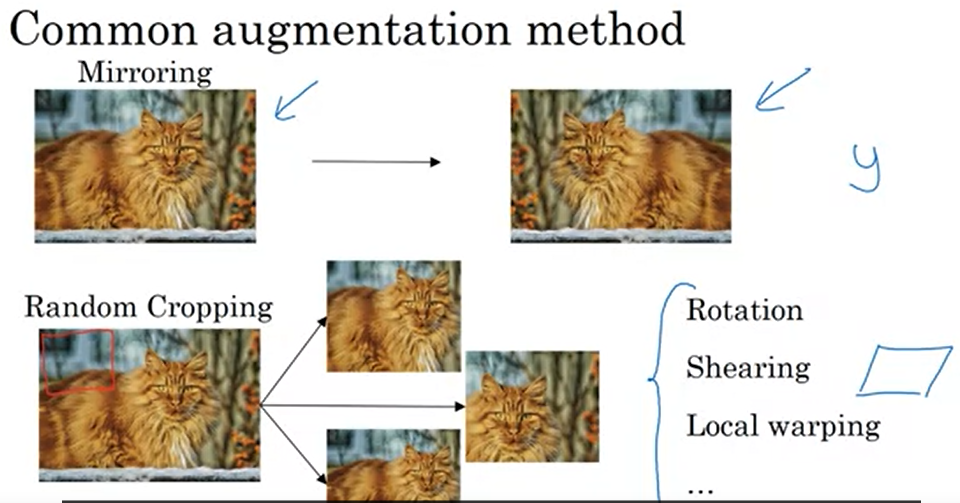 Common augmentation method
Mirroring
y
Random Cropping
Rotation
Shearing
Local warping
...